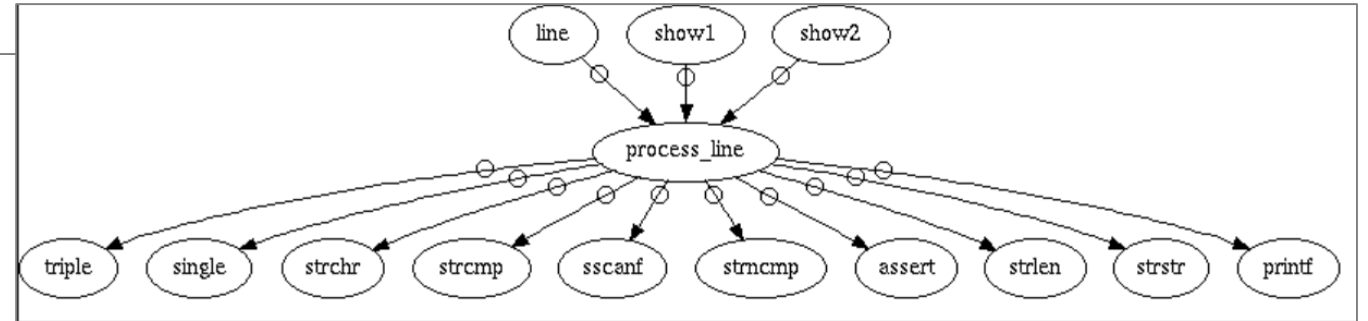 line show1 show2
process_line
triple single strchr strcmp sscanf strncmp assert strlen strstr printf